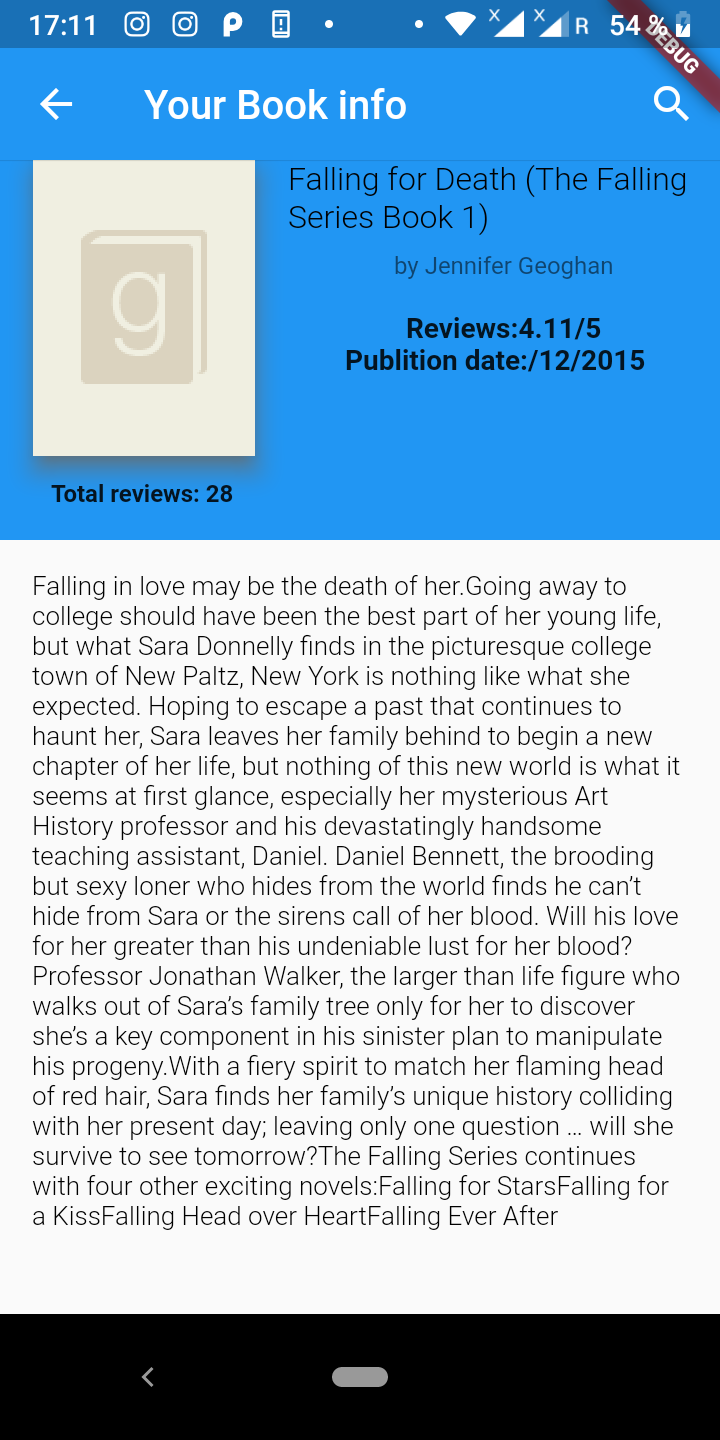 17:11
R
54 %
DEBUG
Your Book info
g
Falling for Death (The Falling
Series Book 1)
by Jennifer Geoghan
Reviews:4.11/5
Publition date:/12/2015
Total reviews: 28
Falling in love may be the death of her.Going away to
college should have been the best part of her young life,
but what Sara Donnelly finds in the picturesque college
town of New Paltz, New York is nothing like what she
expected. Hoping to escape a past that continues to
haunt her, Sara leaves her family behind to begin a new
chapter of her life, but nothing of this new world is what it
seems at first glance, especially her mysterious Art
History professor and his devastatingly handsome
teaching assistant, Daniel. Daniel Bennett, the brooding
but sexy loner who hides from the world finds he can’t
hide from Sara or the sirens call of her blood. Will his love
for her greater than his undeniable lust for her blood?
Professor Jonathan Walker, the larger than life figure who
walks out of Sara’s family tree only for her to discover
she’s a key component in his sinister plan to manipulate
his progeny.With a fiery spirit to match her flaming head
of red hair, Sara finds her family’s unique history colliding
with her present day; leaving only one question … will she
survive to see tomorrow?The Falling Series continues
with four other exciting novels:Falling for StarsFalling for
a KissFalling Head over HeartFalling Ever After